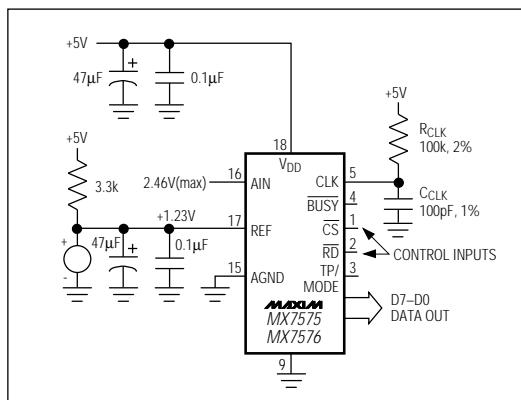 +5V
47µF
+
0.1µF
+5V
3.3k
+
-
47µF
+
0.1µF
+1.23V
2.46V(max)
16
AIN
17
REF
15
AGND
18
VDD
CLK
5
BUSY
4
CS
1
RD
2
TP/
MODE
3
MAXIM
MX7575
MX7576
9
+5V
RCLK
100k, 2%
CCLK
100pF, 1%
CONTROL INPUTS
D7–D0
DATA OUT